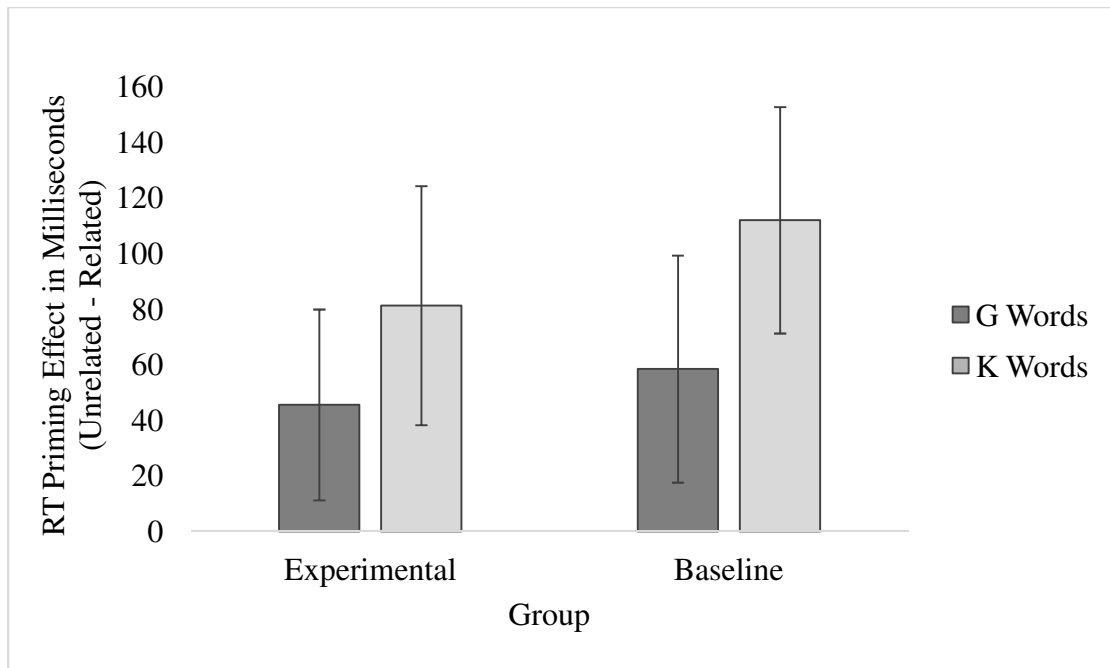 RT Priming Effect in Milliseconds
(Unrelated - Related)
160
140
120
100
80
60
40
20
0
Experimental
Baseline
Group
G Words
K Words